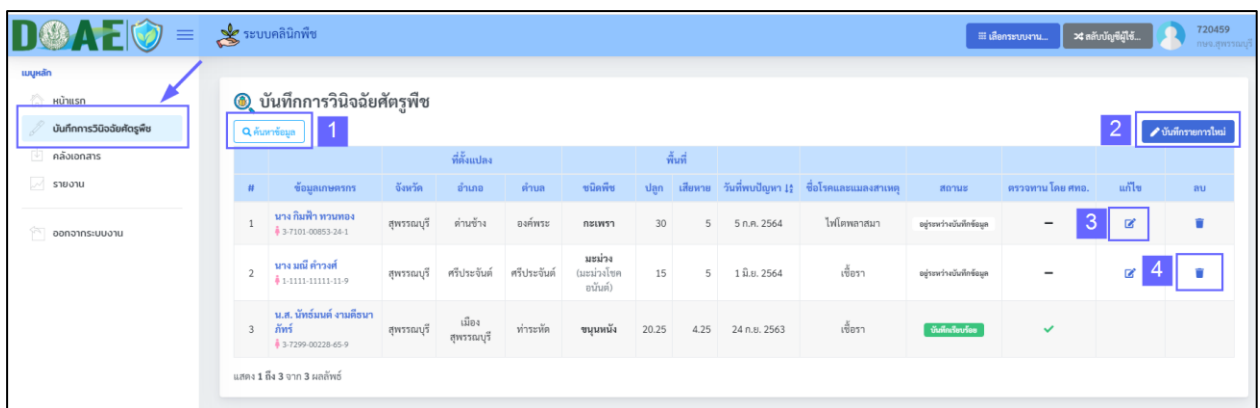 DOAE
ระบบคลินิกพืช
เลือกระบบงาน...
สลับบัญชีผู้ใช้...
720459
กษจ.สุพรรณบุรี
เมนูหลัก
หน้าแรก
บันทึกการวินิจฉัยศัตรูพืช
คลังเอกสาร
รายงาน
ออกจากระบบงาน
บันทึกการวินิจฉัยศัตรูพืช
ค้นหาข้อมูล 1
2 บันทึกรายการใหม่
ที่ตั้งแปลง พื้นที่
# ข้อมูลเกษตรกร จังหวัด อำเภอ ตำบล ชนิดพืช ปลูก เสียหาย วันที่พบปัญหา ชื่อโรคและแมลงสาเหตุ สถานะ ตรวจทาน โดย ศทอ. แก้ไข ลบ
1 นาง กิมฟ้า ทวนทอง สุพรรณบุรี ด่านช้าง องค์พระ กะเพรา 30 5 5 ก.ค. 2564 ไฟโตพลาสมา อยู่ระหว่างบันทึกข้อมูล – 3
3-7101-00853-24-1
2 นาง มณี คำวงศ์ สุพรรณบุรี ศรีประจันต์ ศรีประจันต์ มะม่วง 15 5 1 มิ.ย. 2564 เชื้อรา อยู่ระหว่างบันทึกข้อมูล – 4
1-1111-11111-11-9 (มะม่วงโชค
อนันต์)
3 น.ส. นัทธ์มนต์ งามดีธนา สุพรรณบุรี เมือง ท่าระหัด ขนุนหนัง 20.25 4.25 24 ก.ย. 2563 เชื้อรา บันทึกเรียบร้อย
ภัทร์ สุพรรณบุรี
3-7299-00228-65-9
แสดง 1 ถึง 3 จาก 3 ผลลัพธ์